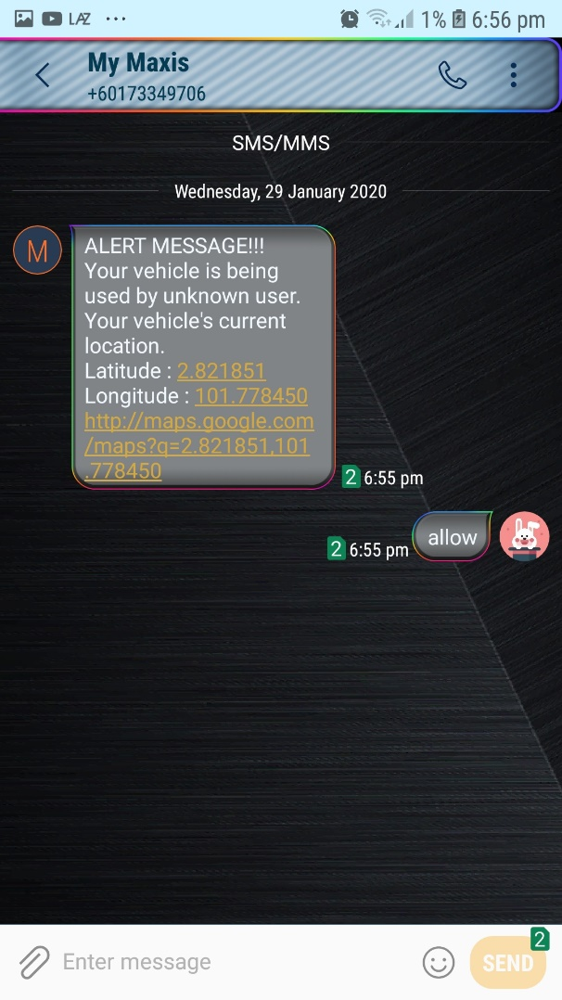 LAZ ... 1% 6:56 pm
My Maxis
+60173349706
SMS/MMS
Wednesday, 29 January 2020
M
ALERT MESSAGE!!!
Your vehicle is being
used by unknown user.
Your vehicle's current
location.
Latitude : 2.821851
Longitude : 101.778450
http://maps.google.com
/maps?q=2.821851,101
.778450
2 6:55 pm
allow
2 6:55 pm
Enter message
SEND
2